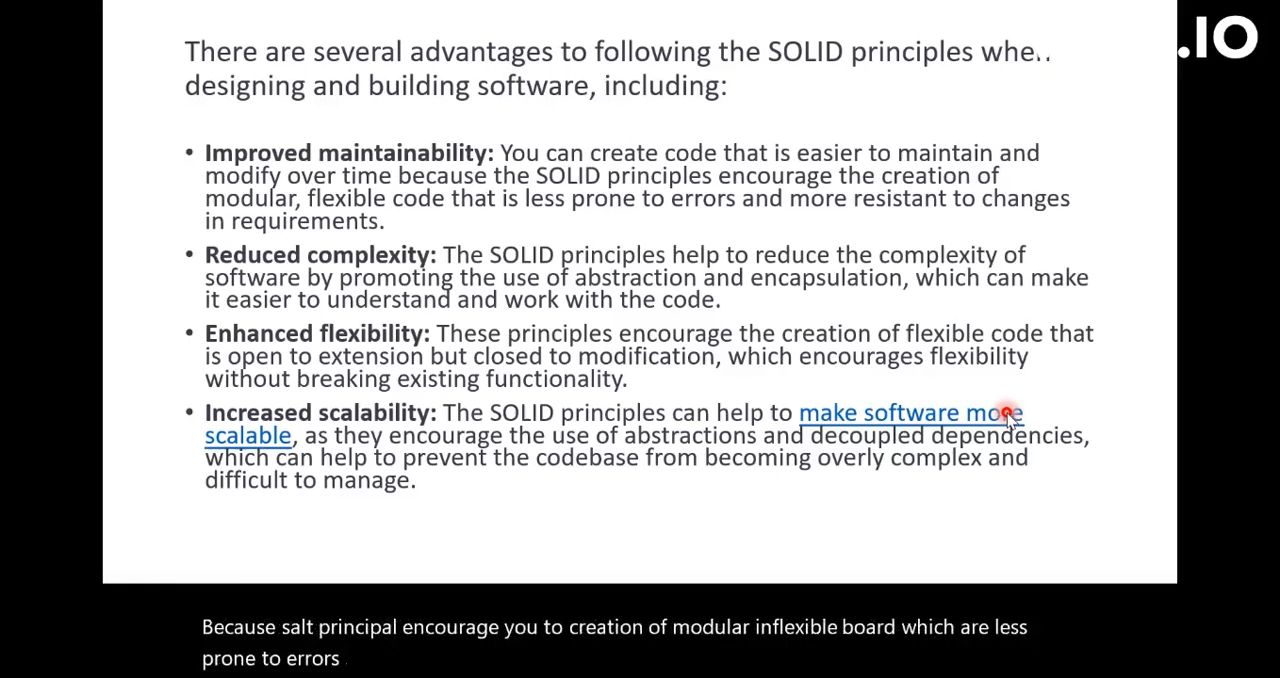 .IO
There are several advantages to following the SOLID principles when
designing and building software, including:
• Improved maintainability: You can create code that is easier to maintain and
modify over time because the SOLID principles encourage the creation of
modular, flexible code that is less prone to errors and more resistant to changes
in requirements.
• Reduced complexity: The SOLID principles help to reduce the complexity of
software by promoting the use of abstraction and encapsulation, which can make
it easier to understand and work with the code.
• Enhanced flexibility: These principles encourage the creation of flexible code that
is open to extension but closed to modification, which encourages flexibility
without breaking existing functionality.
• Increased scalability: The SOLID principles can help to make software more
scalable, as they encourage the use of abstractions and decoupled dependencies,
which can help to prevent the codebase from becoming overly complex and
difficult to manage.
Because salt principal encourage you to creation of modular inflexible board which are less
prone to errors